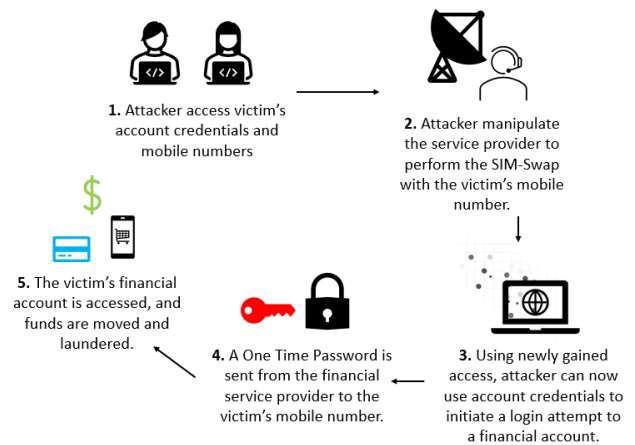 1. Attacker access victim's
account credentials and
mobile numbers
2. Attacker manipulate
the service provider to
perform the SIM-Swap
with the victim's mobile
number.
3. Using newly gained
access, attacker can now
use account credentials to
initiate a login attempt to
a financial account.
4. A One Time Password is
sent from the financial
service provider to the
victim's mobile number.
5. The victim's financial
account is accessed, and
funds are moved and
laundered.